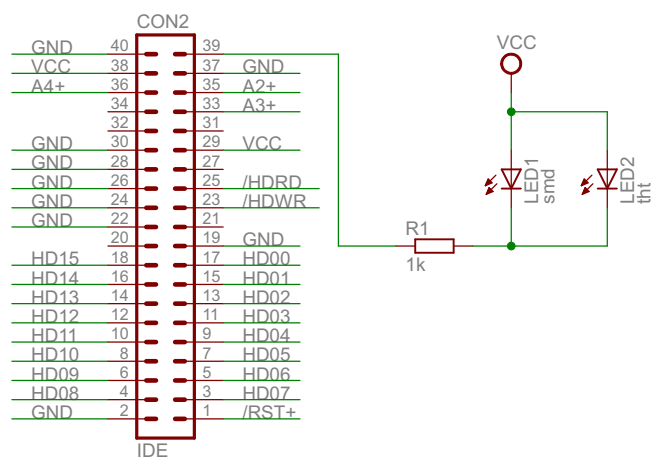 CON2
GND 40 39
VCC 38 37 GND
A4+ 36 35 A2+
34 33 A3+
32 31
GND 30 29 VCC
GND 28 27
GND 26 25 /HDRD
GND 24 23 /HDWR
GND 22 21
20 19 GND
HD15 18 17 HD00
HD14 16 15 HD01
HD13 14 13 HD02
HD12 12 11 HD03
HD11 10 9 HD04
HD10 8 7 HD05
HD09 6 5 HD06
HD08 4 3 HD07
GND 2 1 /RST+
IDE
VCC
LED1
smd
LED2
tht
R1
1k